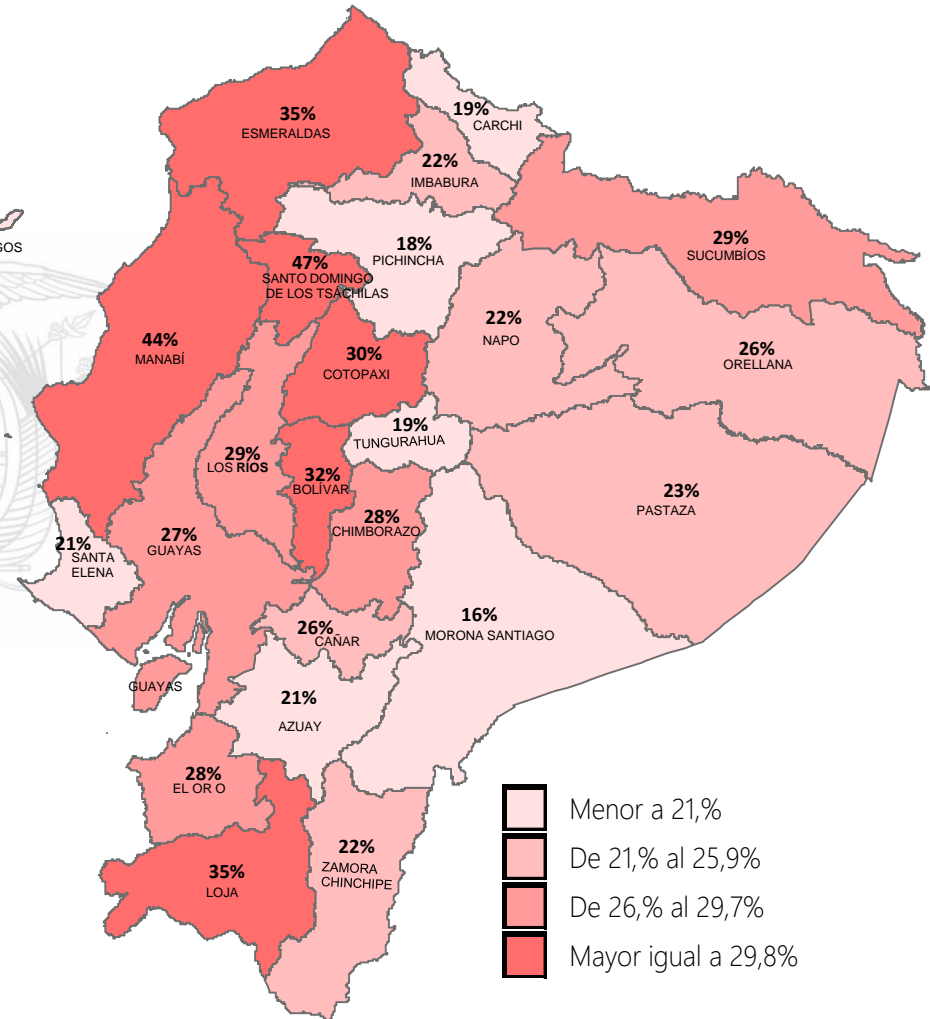 35%
ESMERALDAS
19%
CARCHI
22%
IMBABURA
GOS
18%
PICHINCHA
29%
SUCUMBÍOS
47%
SANTO DOMINGO
DE LOS TSÁCHILAS
22%
NAPO
44%
MANABÍ
30%
COTOPAXI
26%
ORELLANA
19%
TUNGURAHUA
29%
LOS RÍOS
32%
BOLÍVAR
23%
PASTAZA
28%
CHIMBORAZO
27%
GUAYAS
21%
SANTA
ELENA
16%
MORONA SANTIAGO
26%
CAÑAR
GUAYAS
21%
AZUAY
28%
EL OR O
22%
ZAMORA
CHINCHIPE
35%
LOJA
Menor a 21,%
De 21,% al 25,9%
De 26,% al 29,7%
Mayor igual a 29,8%